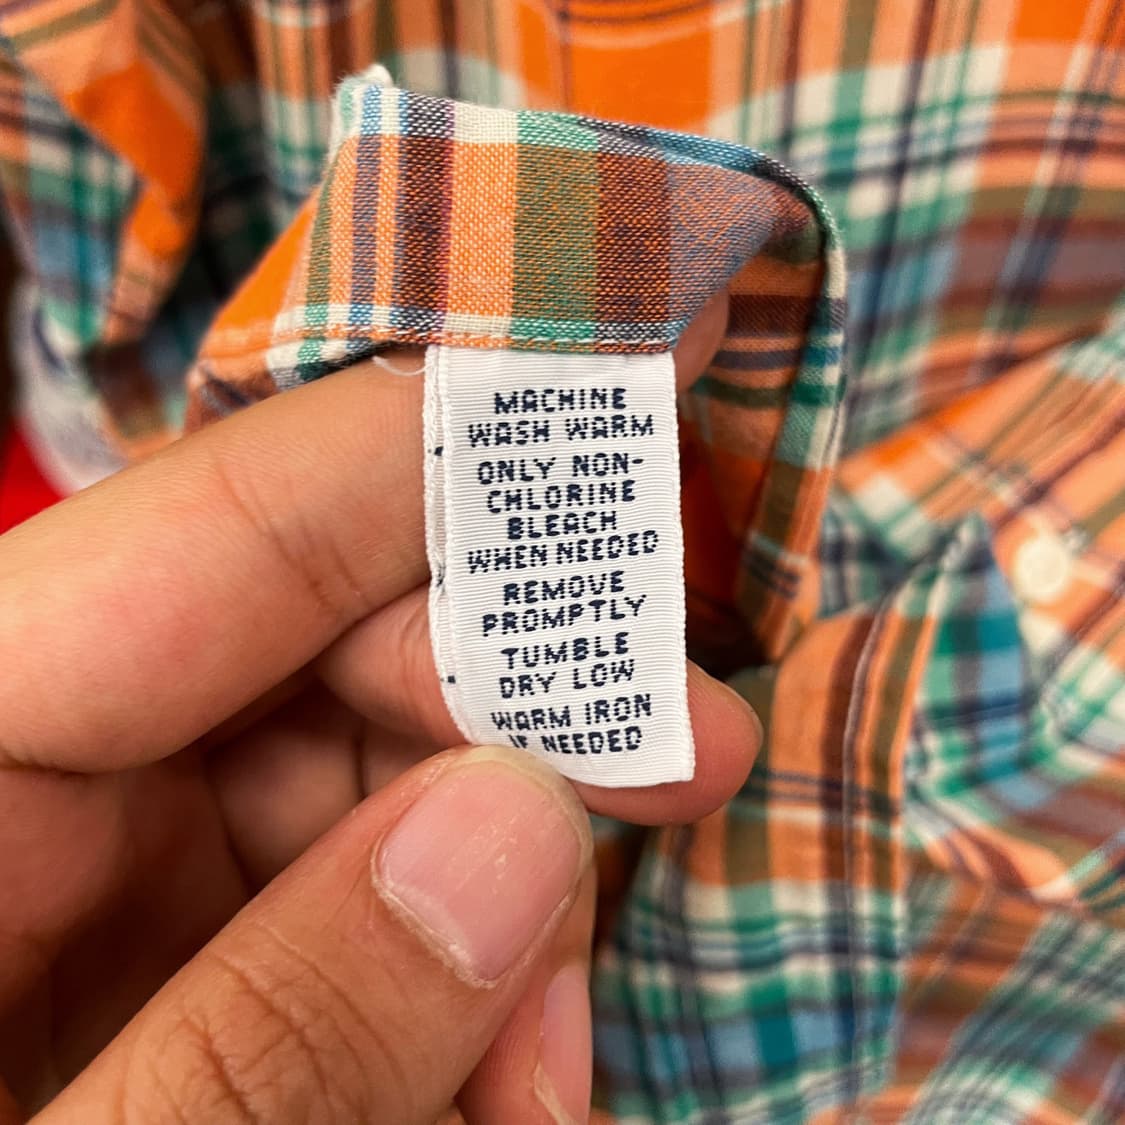 MACHINE
WASH WARM
ONLY NON-
CHLORINE
BLEACH
WHEN NEEDED
REMOVE
PROMPTLY
TUMBLE
DRY LOW
WARM IRON
IF NEEDED